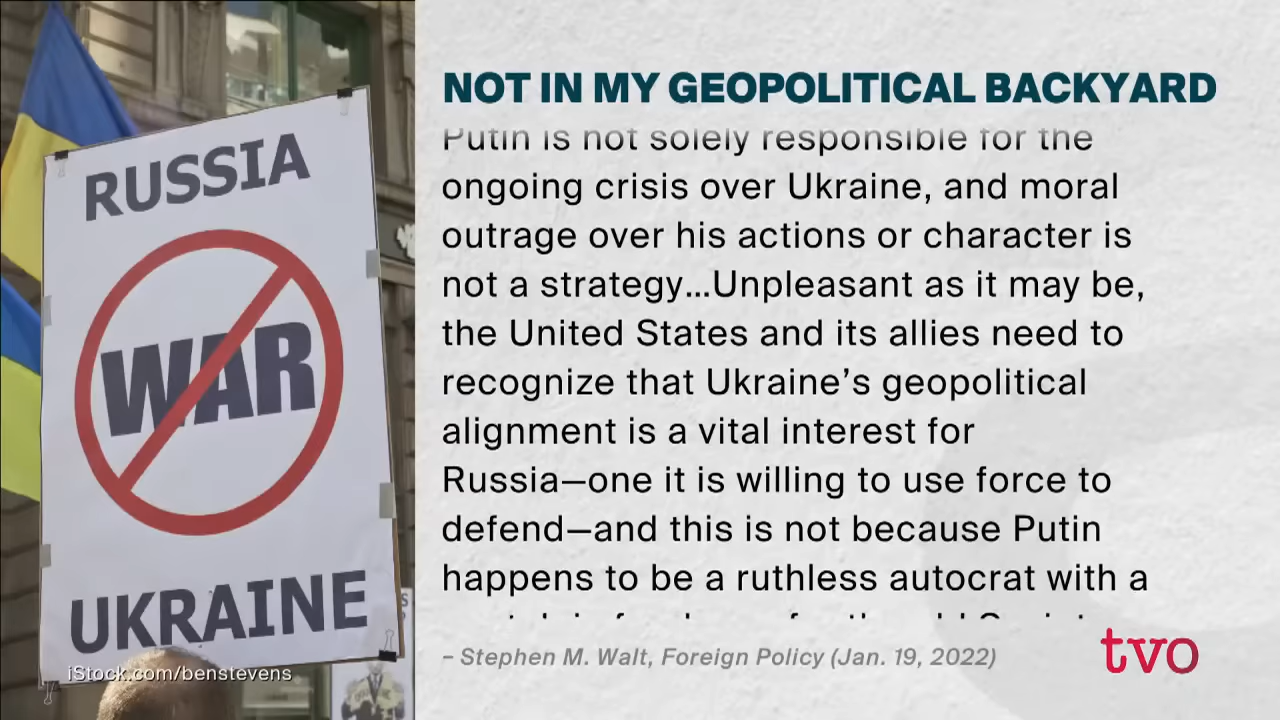 RUSSIA
WAR
UKRAINE
iStock.com/benstevens
NOT IN MY GEOPOLITICAL BACKYARD
Putin is not solely responsible for the
ongoing crisis over Ukraine, and moral
outrage over his actions or character is
not a strategy...Unpleasant as it may be,
the United States and its allies need to
recognize that Ukraine’s geopolitical
alignment is a vital interest for
Russia—one it is willing to use force to
defend—and this is not because Putin
happens to be a ruthless autocrat with a
– Stephen M. Walt, Foreign Policy (Jan. 19, 2022)
tvo